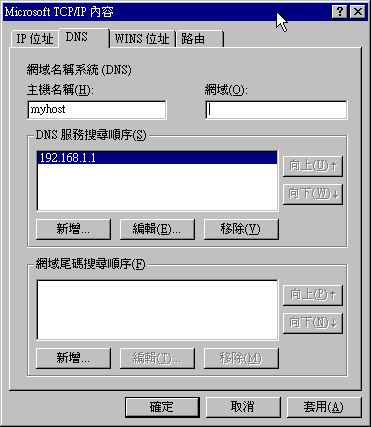 Microsoft TCP/IP 內容
IP 位址 DNS WINS 位址 路由
網域名稱系統 (DNS)
主機名稱(H): 網域(O):
myhost
DNS 服務搜尋順序(S)
192.168.1.1
向上(U)↑
向下(W)↓
新增... 編輯(E)... 移除(V)
網域尾碼搜尋順序(F)
向上(P)↑
向下(N)↓
新增... 編輯(T)... 移除(M)
確定 取消 套用(A)